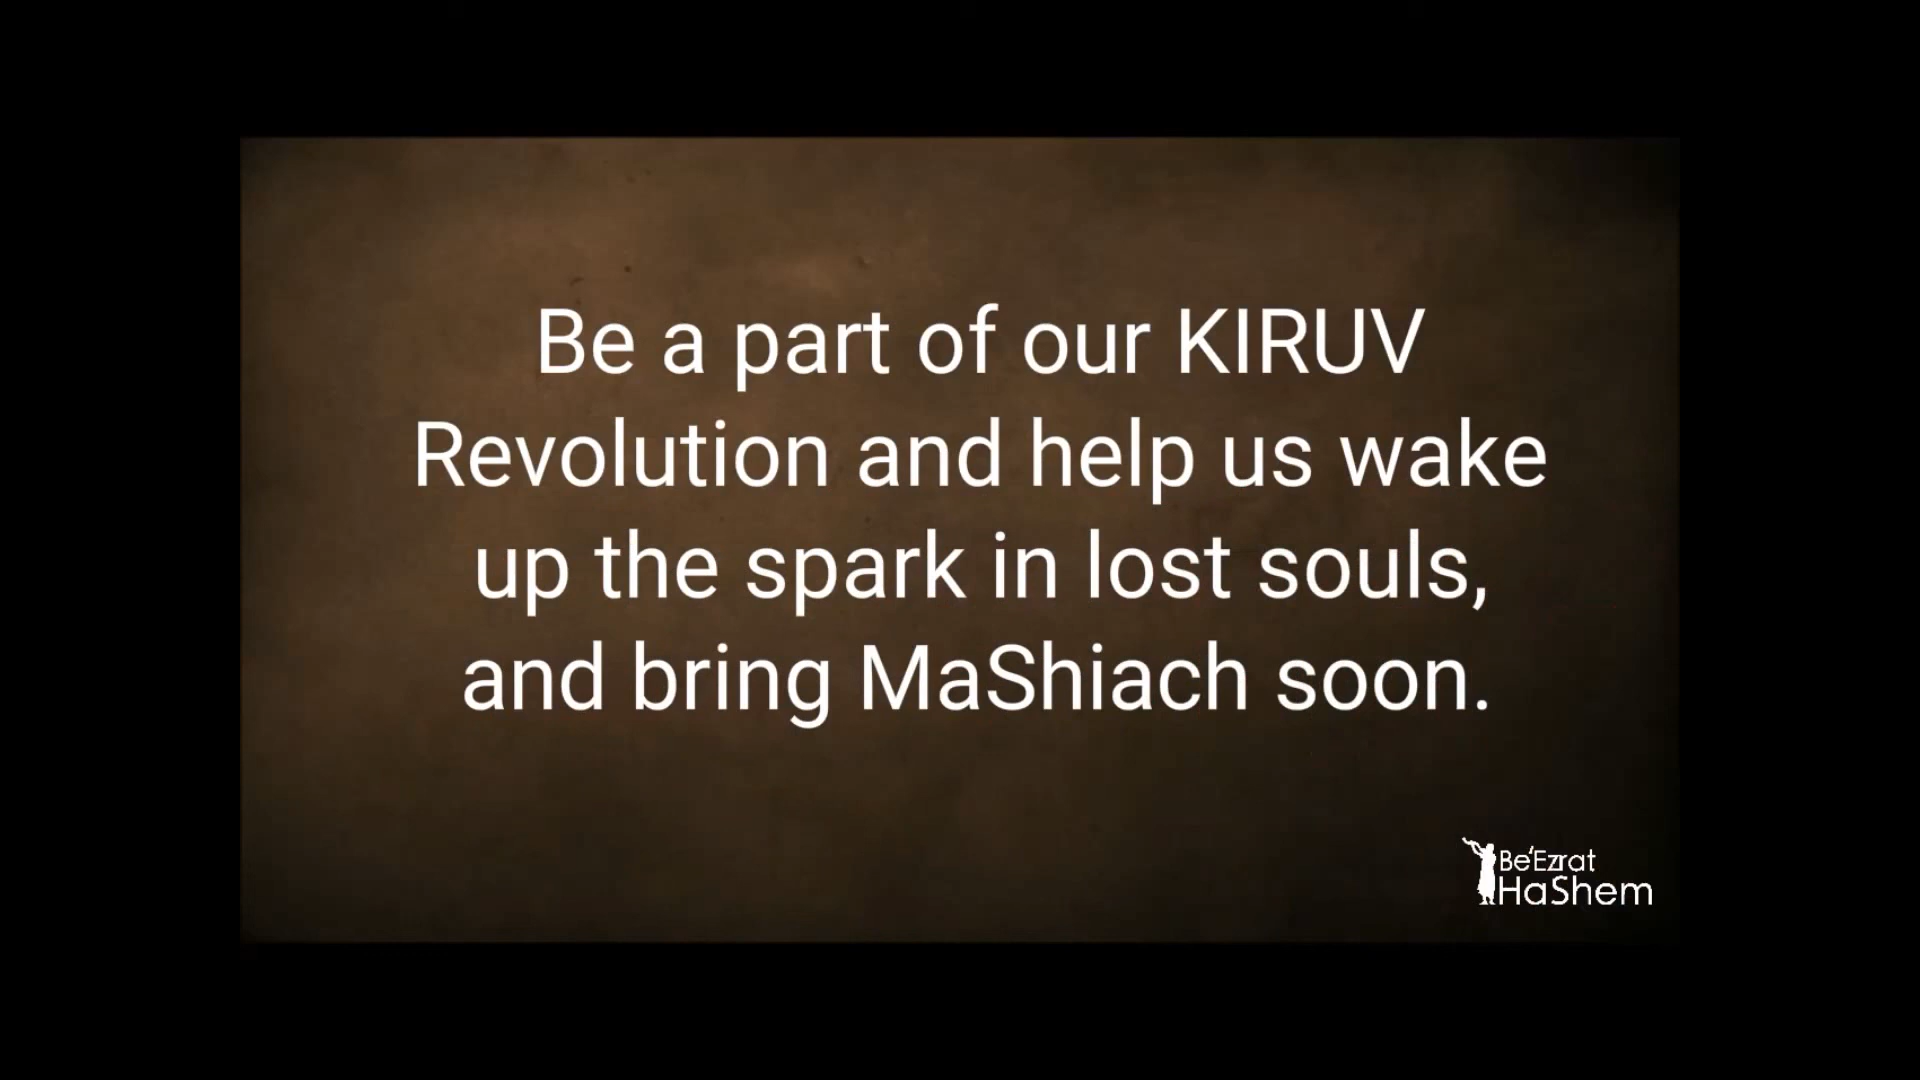 Be a part of our KIRUV
Revolution and help us wake
up the spark in lost souls,
and bring MaShiach soon.
Be'Ezrat
HaShem